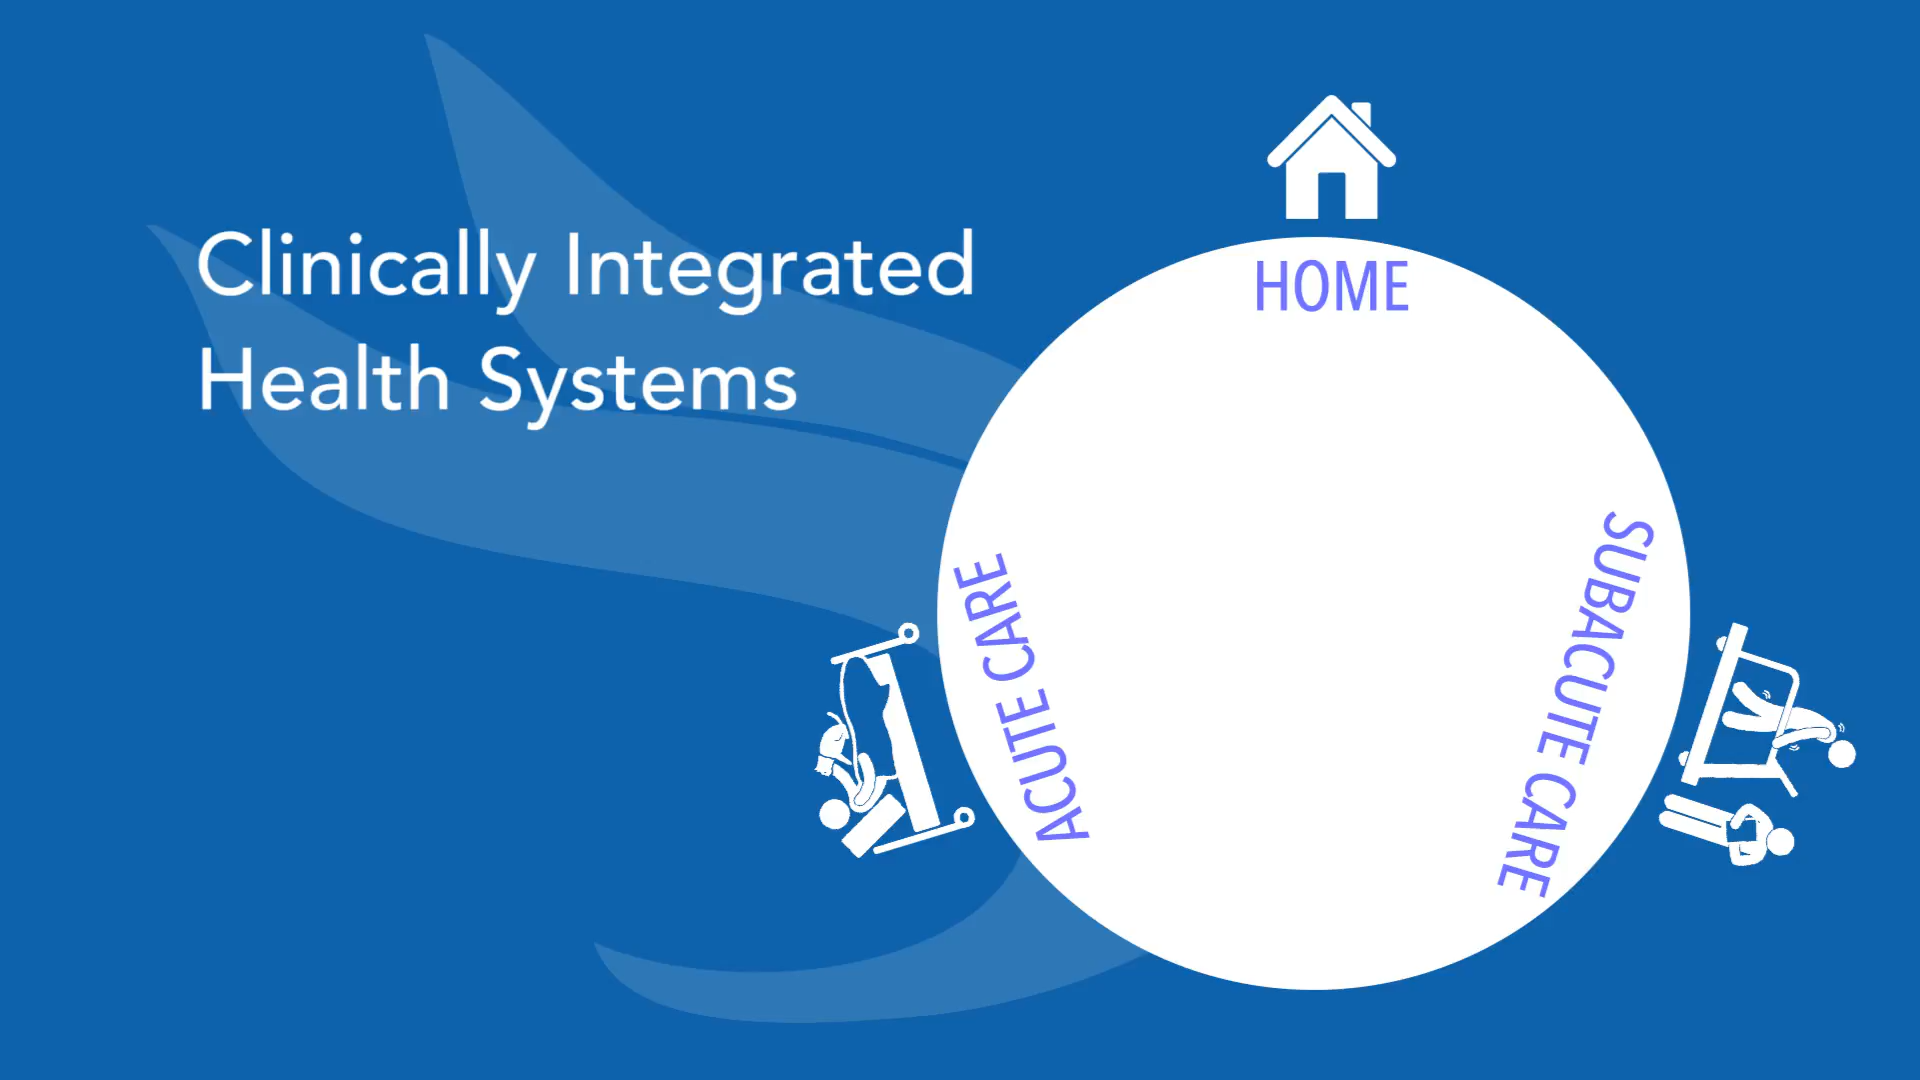 Clinically Integrated
Health Systems
HOME
ACUTE CARE
SUBACUTE CARE